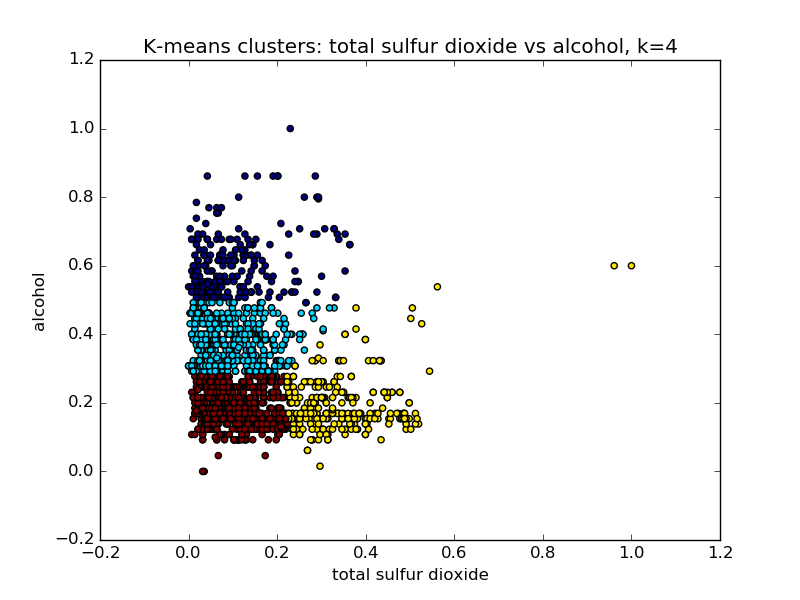 K-means clusters: total sulfur dioxide vs alcohol, k=4
1.2
1.0
0.8
0.6
0.4
0.2
0.0
−0.2
−0.2 0.0 0.2 0.4 0.6 0.8 1.0 1.2
alcohol
total sulfur dioxide